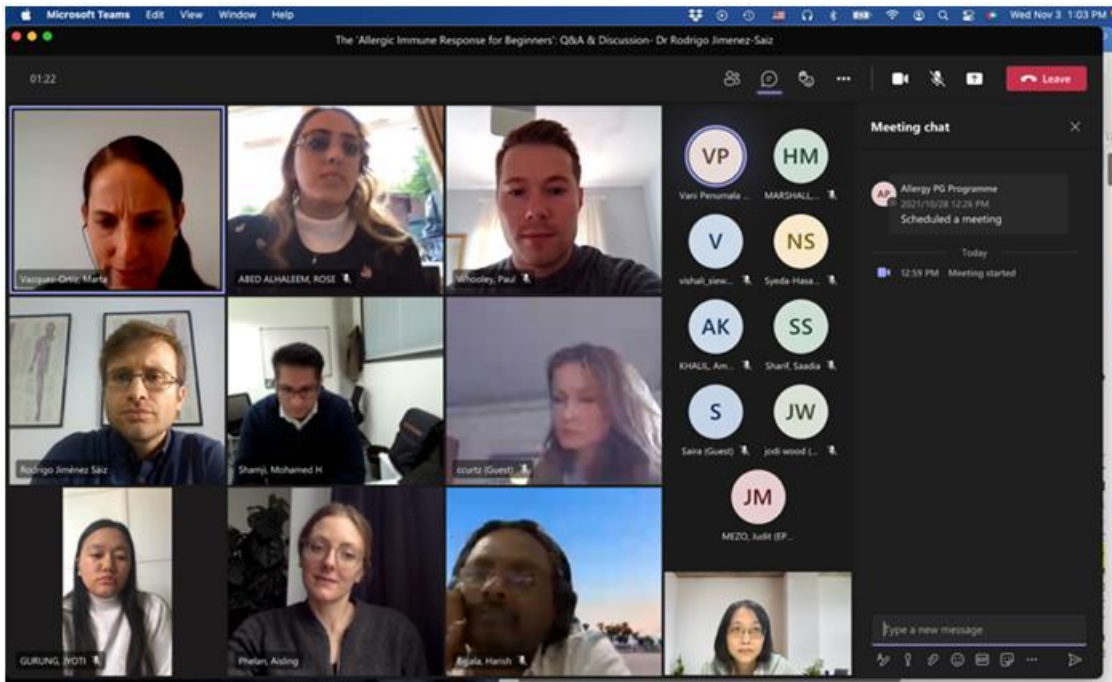 Microsoft Teams Edit View Window Help
Wed Nov 3 1:03 PM
The 'Allergic Immune Response for Beginners': Q&A & Discussion- Dr Rodrigo Jimenez-Saiz
01:22
Leave
Vazquez-Ortiz, Marta
ABED ALHALEEM, ROSE
Whooley, Paul
Rodrigo Jiménez Sáiz
Shamji, Mohamed H
ccurtz (Guest)
GURUNG, JYOTI
Phelan, Aisling
Harish
VP
HM
Vani Penumala ...
MARSHALL,...
V
NS
vishali_siew...
Syeda-Hasa...
AK
SS
KHALIL, Am...
Sharif, Saadia
S
JW
Saira (Guest)
jodi wood (...
JM
MEZO, Judit (EP...
Meeting chat
AP
Allergy PG Programme
2021/10/28 12:26 PM
Scheduled a meeting
Today
12:59 PM Meeting started
Type a new message